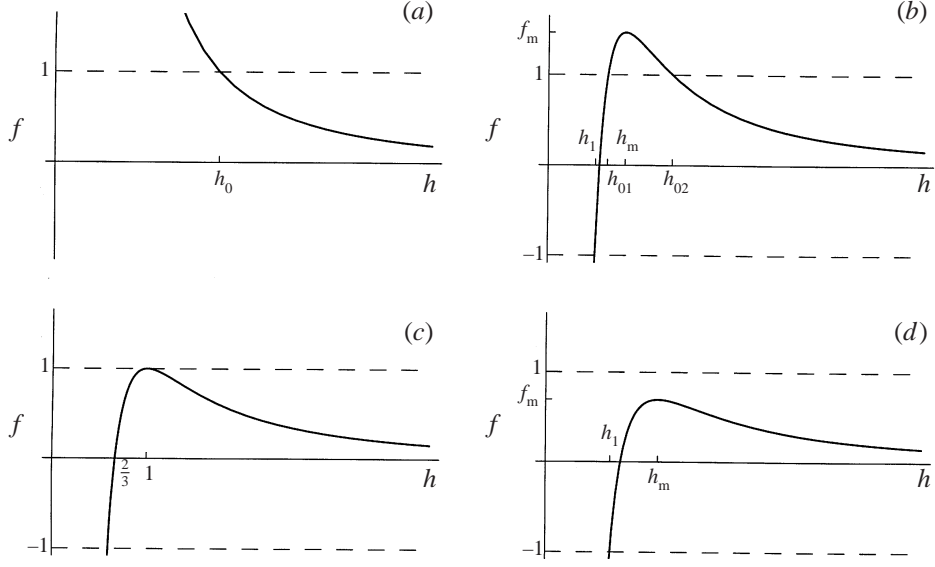 (a)
1
f
h₀
h
(b)
fₘ
1
f
h₁
hₘ
h₀₁
h₀₂
h
–1
(c)
1
f
2/3
1
h
–1
(d)
1
fₘ
f
h₁
hₘ
h
–1